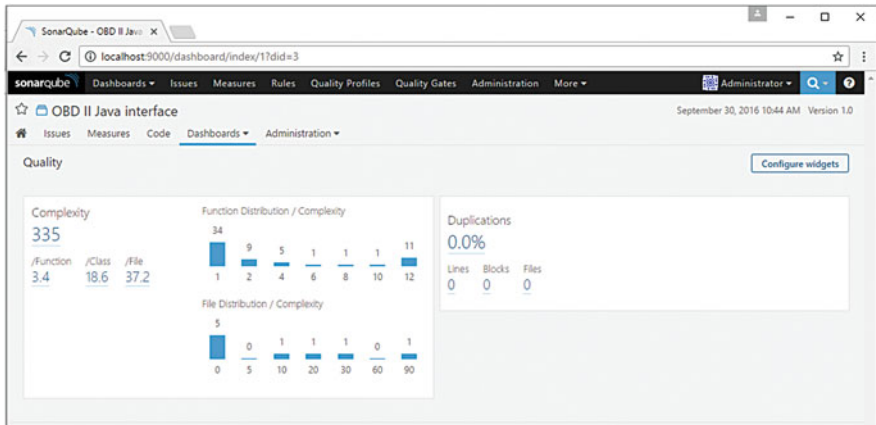 SonarQube - OBD II Java
localhost:9000/dashboard/index/1?did=3
sonarqube Dashboards Issues Measures Rules Quality Profiles Quality Gates Administration More Administrator
OBD II Java interface
September 30, 2016 10:44 AM Version 1.0
Issues Measures Code Dashboards Administration
Quality
Configure widgets
Complexity
335
/Function /Class /File
3.4 18.6 37.2
Function Distribution / Complexity
34 9 5 1 1 1 11
1 2 4 6 8 10 12
File Distribution / Complexity
5 0 1 1 1 0 1
0 5 10 20 30 60 90
Duplications
0.0%
Lines Blocks Files
0 0 0